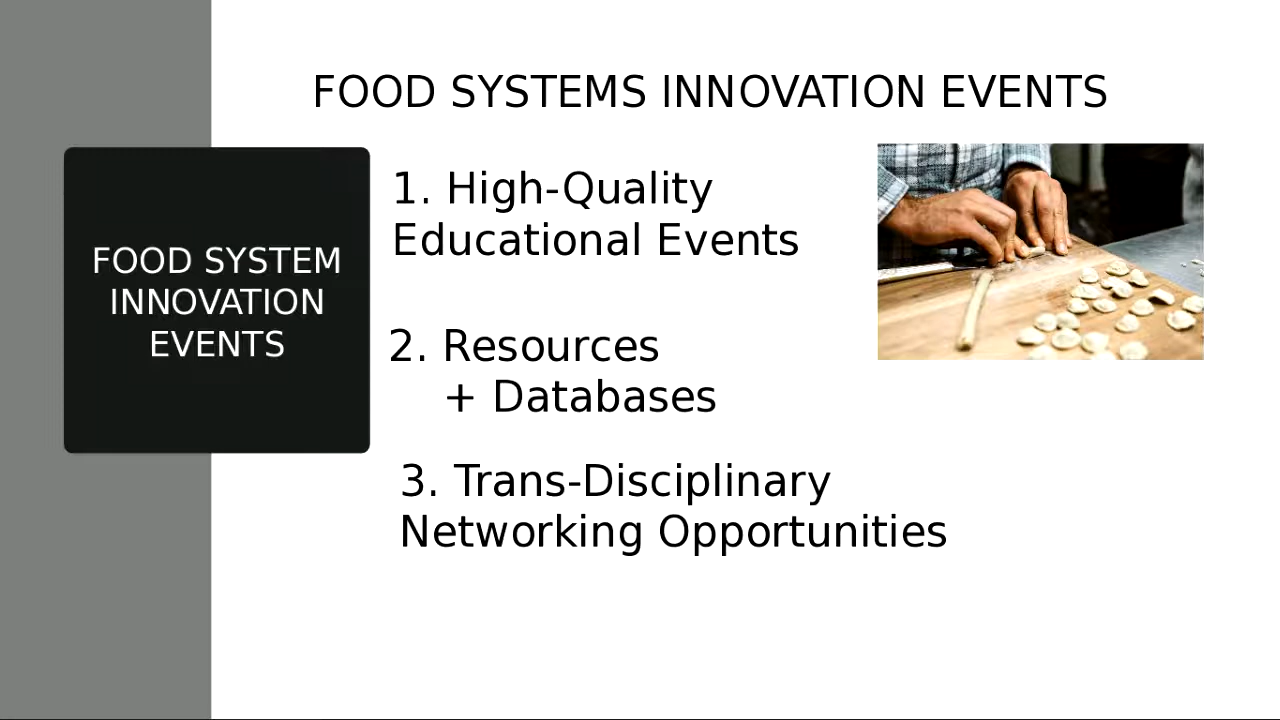 FOOD SYSTEMS INNOVATION EVENTS
FOOD SYSTEM
INNOVATION
EVENTS
1. High-Quality
Educational Events
2. Resources
+ Databases
3. Trans-Disciplinary
Networking Opportunities